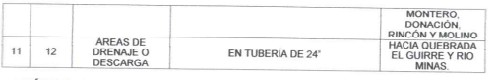 MONTERO,
DONACIÓN,
RINCÓN Y MOLINO
11 12 AREAS DE DRENAJE O DESCARGA EN TUBERIA DE 24" HACIA QUEBRADA EL GUIRRE Y RIO MINAS.